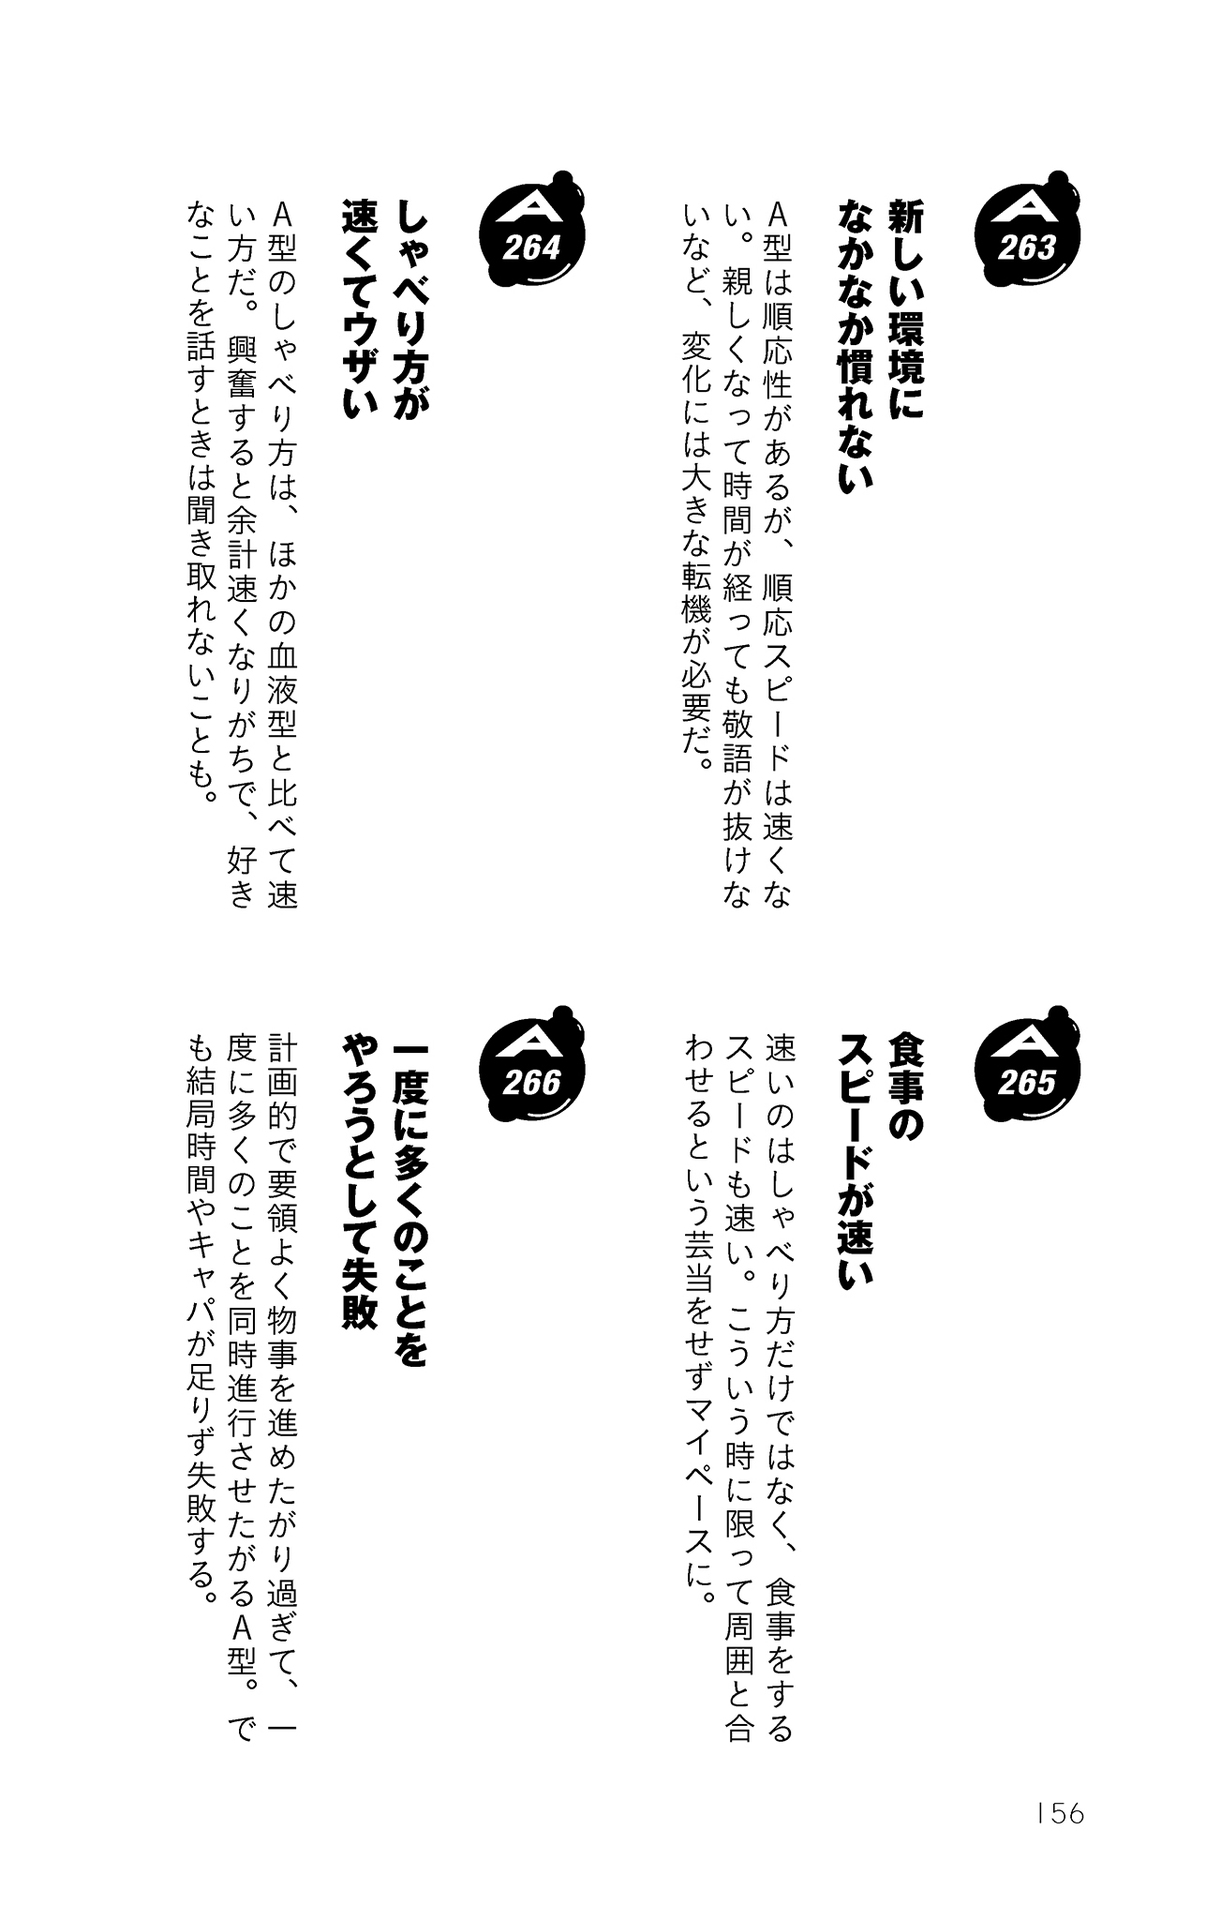 A
263
新しい環境に
なかなか慣れない
A型は順応性があるが、順応スピードは速くな
い。親しくなって時間が経っても敬語が抜けな
いなど、変化には大きな転機が必要だ。
A
264
しゃべり方が
速くてウザい
A型のしゃべり方は、ほかの血液型と比べて速
い方だ。興奮すると余計速くなりがちで、好き
なことを話すときは聞き取れないことも。
A
265
食事の
スピードが速い
速いのはしゃべり方だけではなく、食事をする
スピードも速い。こういう時に限って周囲と合
わせるという芸当をせずマイペースに。
A
266
一度に多くのことを
やろうとして失敗
計画的で要領よく物事を進めたがり過ぎて、一
度に多くのことを同時進行させたがるA型。で
も結局時間やキャパが足りず失敗する。
156